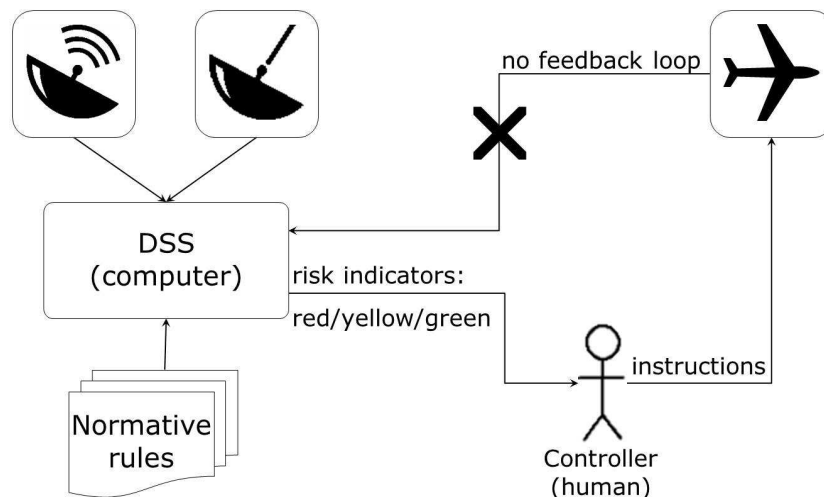 no feedback loop
DSS
(computer)
risk indicators:
red/yellow/green
instructions
Normative
rules
Controller
(human)